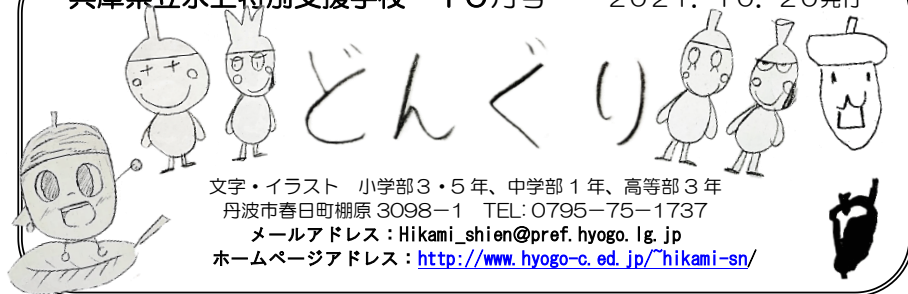 兵庫県立氷上特別支援学校 10月号 2021.10.20発行
どんぐり
文字・イラスト 小学部3・5年、中学部1年、高等部3年
丹波市春日町棚原3098-1 TEL:0795-75-1737
メールアドレス：Hikami_shien@pref.hyogo.lg.jp
ホームページアドレス：http://www.hyogo-c.ed.jp/~hikami-sn/